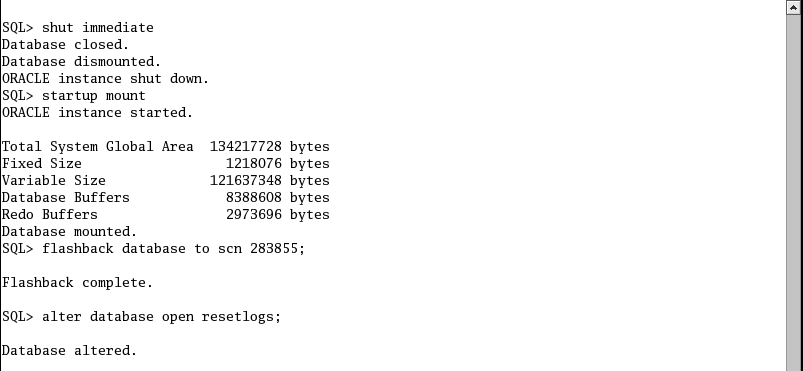 SQL> shut immediate
Database closed.
Database dismounted.
ORACLE instance shut down.
SQL> startup mount
ORACLE instance started.
Total System Global Area  134217728 bytes
Fixed Size                  1218076 bytes
Variable Size             121637348 bytes
Database Buffers            8388608 bytes
Redo Buffers                2973696 bytes
Database mounted.
SQL> flashback database to scn 283855;
Flashback complete.
SQL> alter database open resetlogs;
Database altered.